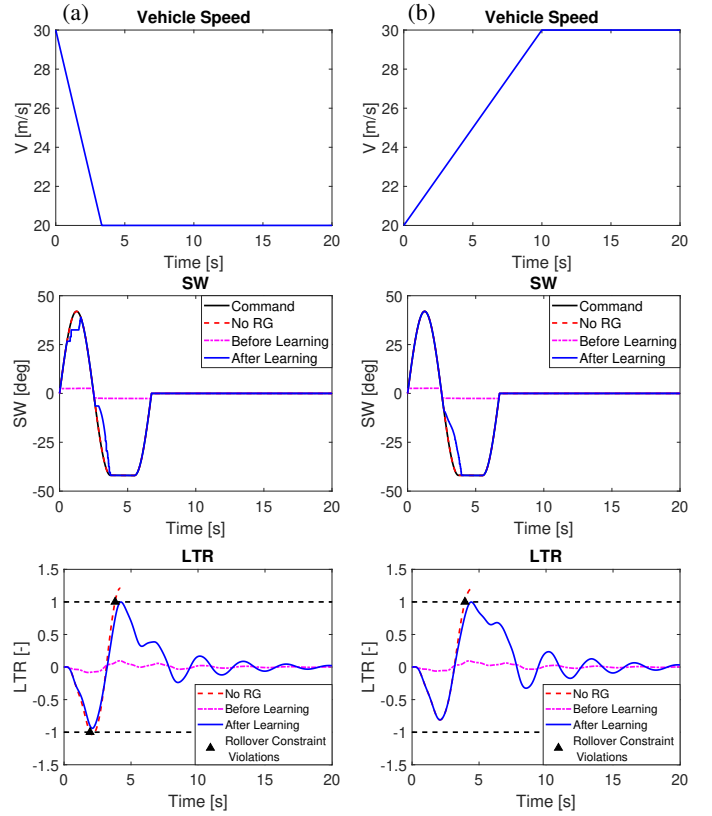 (a)
Vehicle Speed
30
28
26
24
22
20
V [m/s]
0 5 10 15 20
Time [s]
SW
50
25
0
-25
-50
SW [deg]
Command
No RG
Before Learning
After Learning
0 5 10 15 20
Time [s]
LTR
1.5
1
0.5
0
-0.5
-1
-1.5
LTR [-]
No RG
Before Learning
After Learning
Rollover Constraint
Violations
0 5 10 15 20
Time [s]
(b)
Vehicle Speed
30
28
26
24
22
20
V [m/s]
0 5 10 15 20
Time [s]
SW
50
25
0
-25
-50
SW [deg]
Command
No RG
Before Learning
After Learning
0 5 10 15 20
Time [s]
LTR
1.5
1
0.5
0
-0.5
-1
-1.5
LTR [-]
No RG
Before Learning
After Learning
Rollover Constraint
Violations
0 5 10 15 20
Time [s]